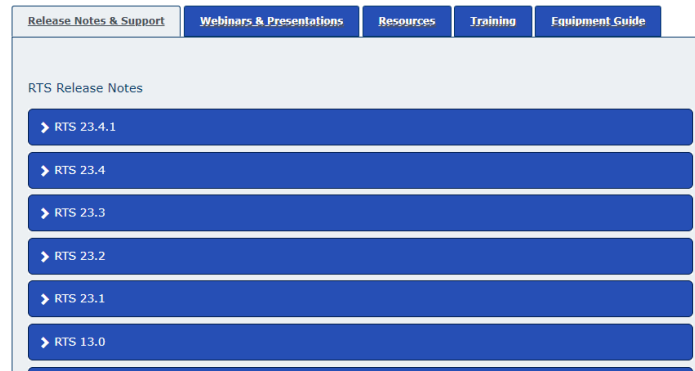 Release Notes & Support Webinars & Presentations Resources Training Equipment Guide
RTS Release Notes
RTS 23.4.1
RTS 23.4
RTS 23.3
RTS 23.2
RTS 23.1
RTS 13.0